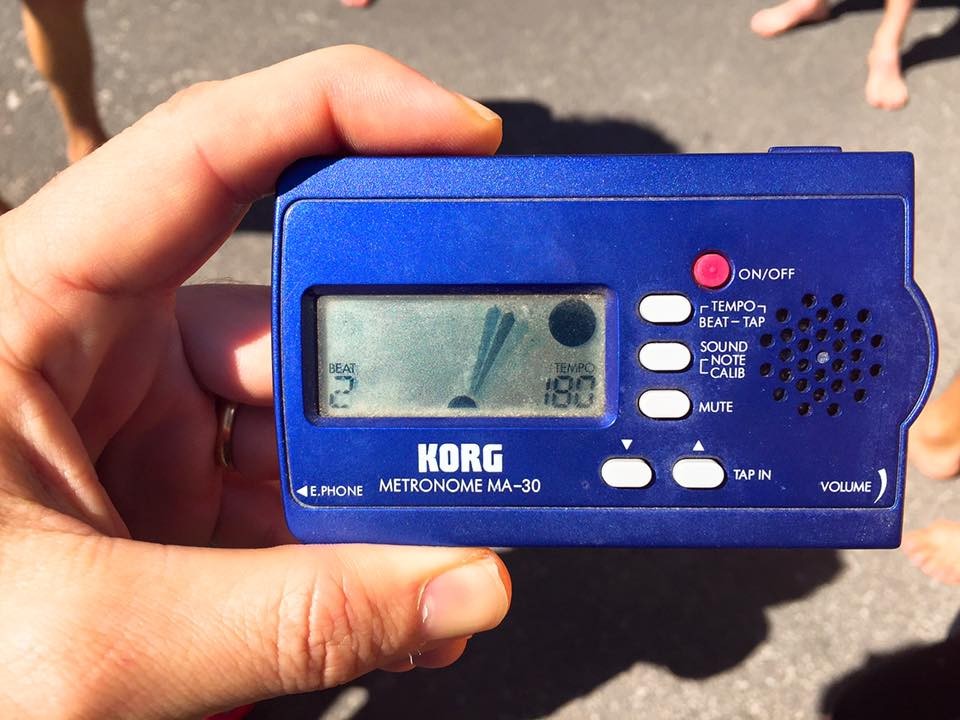 ON/OFF
TEMPO
BEAT–TAP
SOUND
NOTE
CALIB
MUTE
BEAT
2
TEMPO
180
KORG
METRONOME MA–30
E.PHONE
TAP IN
VOLUME